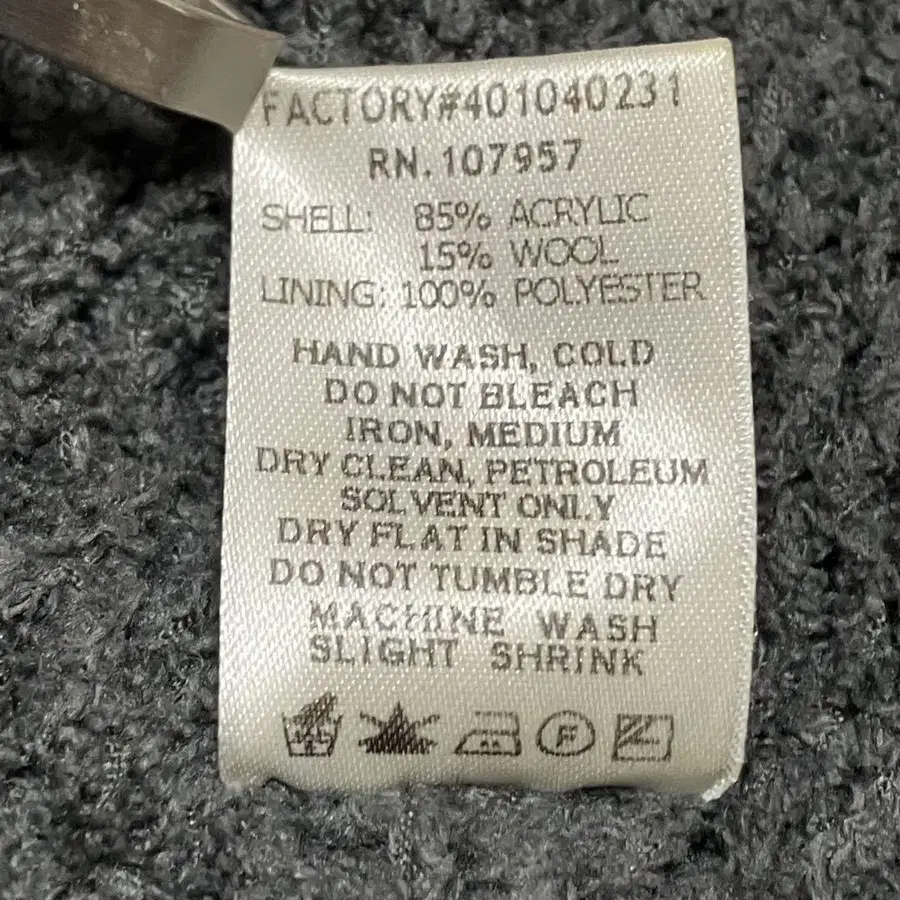 FACTORY#401040231
RN.107957
SHELL: 85% ACRYLIC
15% WOOL
LINING: 100% POLYESTER
HAND WASH, COLD
DO NOT BLEACH
IRON, MEDIUM
DRY CLEAN, PETROLEUM
SOLVENT ONLY
DRY FLAT IN SHADE
DO NOT TUMBLE DRY
MACHINE WASH
SLIGHT SHRINK
F